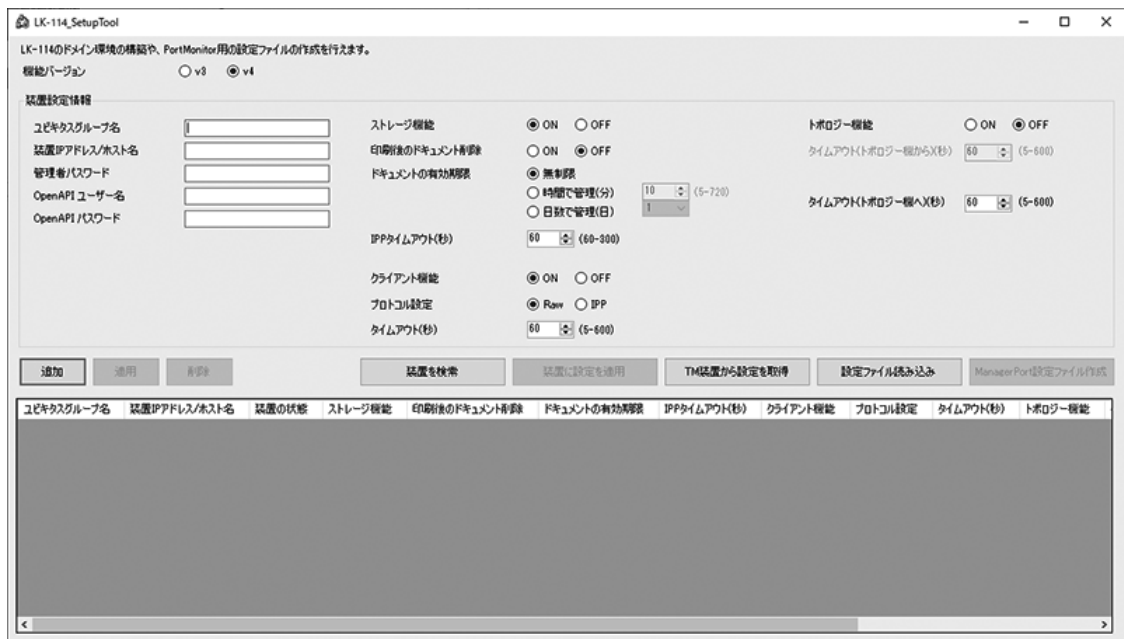 LK-114_SetupTool
LK-114のドメイン環境の構築や、PortMonitor用の設定ファイルの作成を行えます。
機能バージョン v3 v4
装置設定情報
ユビキタスグループ名
装置IPアドレス/ホスト名
管理者パスワード
OpenAPI ユーザー名
OpenAPI パスワード
ストレージ機能 ON OFF
印刷後のドキュメント削除 ON OFF
ドキュメントの有効期限 無制限
時間で管理(分) 10 (5-720)
日数で管理(日) 1
IPPタイムアウト(秒) 60 (60-300)
クライアント機能 ON OFF
プロトコル設定 Raw IPP
タイムアウト(秒) 60 (5-600)
トポロジー機能 ON OFF
タイムアウト(トポロジー機から)(秒) 60 (5-600)
タイムアウト(トポロジー機へ)(秒) 60 (5-600)
追加 適用 削除 装置を検索 装置に設定を適用 TM装置から設定を取得 設定ファイル読み込み ManagerPort設定ファイル作成
ユビキタスグループ名 装置IPアドレス/ホスト名 装置の状態 ストレージ機能 印刷後のドキュメント削除 ドキュメントの有効期限 IPPタイムアウト(秒) クライアント機能 プロトコル設定 タイムアウト(秒) トポロジー機能